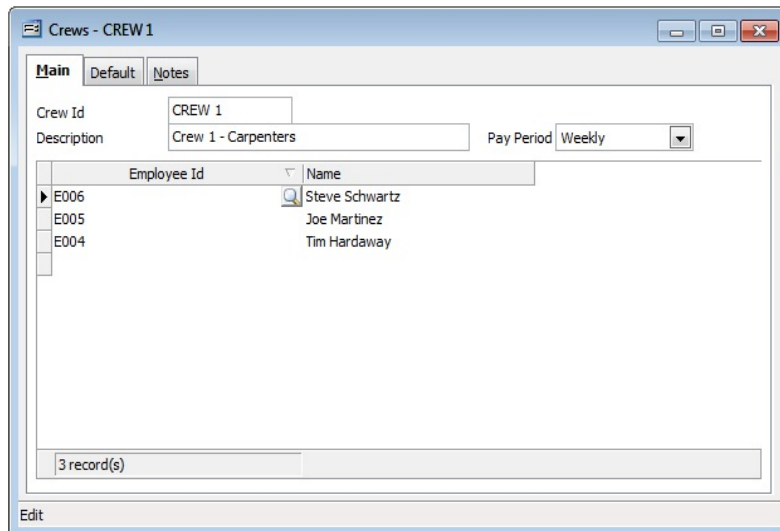 Crews - CREW 1
Main Default Notes
Crew Id CREW 1
Description Crew 1 - Carpenters Pay Period Weekly
Employee Id Name
E006 Steve Schwartz
E005 Joe Martinez
E004 Tim Hardaway
3 record(s)
Edit